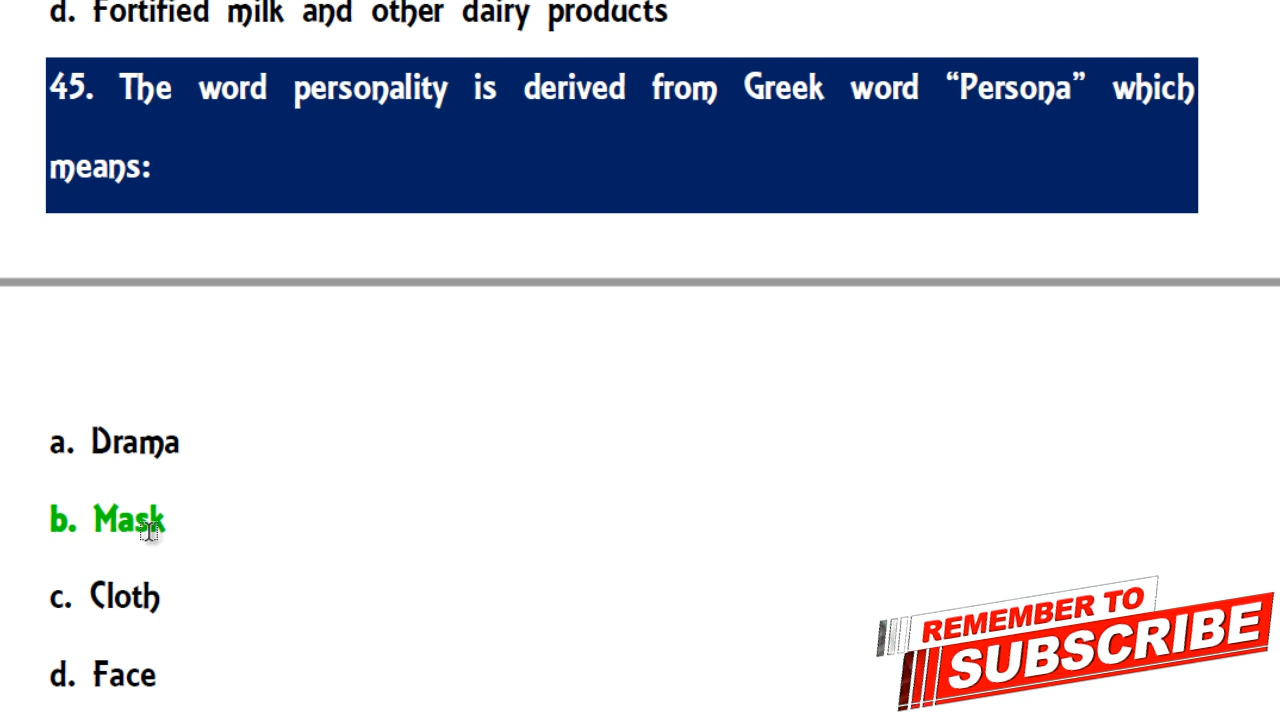 d. Fortified milk and other dairy products
45. The word personality is derived from Greek word “Persona” which
means:
a. Drama
b. Mask
c. Cloth
d. Face
REMEMBER TO
SUBSCRIBE